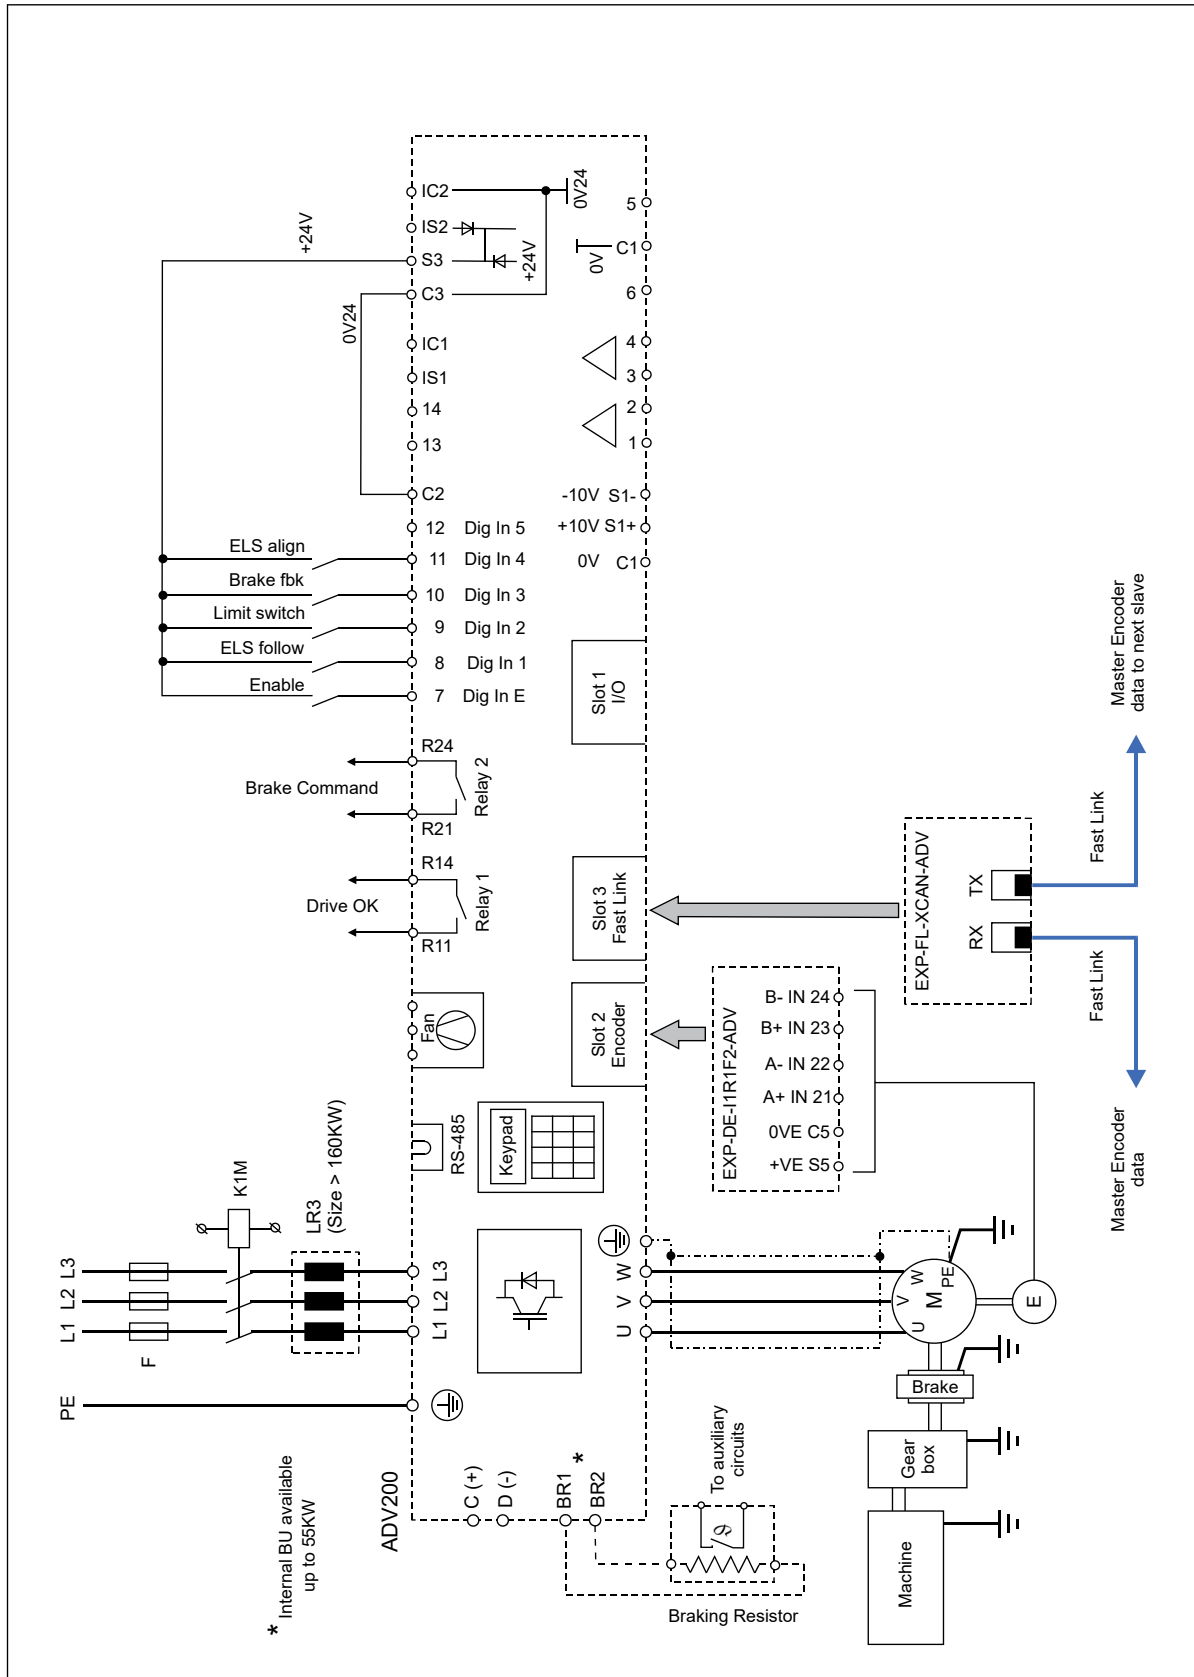 IC2
IS2
S3
C3
IC1
IS1
14
13
C2
12 Dig In 5
11 Dig In 4
10 Dig In 3
9 Dig In 2
8 Dig In 1
7 Dig In E
+24V
0V24
0V24
+24V
0V
5
C1
6
4
3
2
1
-10V S1-
+10V S1+
0V C1
ELS align
Brake fbk
Limit switch
ELS follow
Enable
R24
Brake Command
Relay 2
R21
R14
Drive OK
Relay 1
R11
Slot 1
I/O
Slot 3
Fast Link
Slot 2
Encoder
Fan
RS-485
Keypad
EXP-FL-XCAN-ADV
TX
RX
Fast Link
Fast Link
Master Encoder
data to next slave
Master Encoder
data
EXP-DE-I1R1F2-ADV
B- IN 24
B+ IN 23
A- IN 22
A+ IN 21
0VE C5
+VE S5
K1M
LR3
(Size > 160KW)
L3
L2
L1
F
PE
L3
L2
L1
W
V
U
W
V
U
M
PE
E
Brake
Gear
box
Machine
ADV200
C (+)
D (-)
BR1
BR2
*
To auxiliary
circuits
ϑ
Braking Resistor
* Internal BU available
up to 55KW